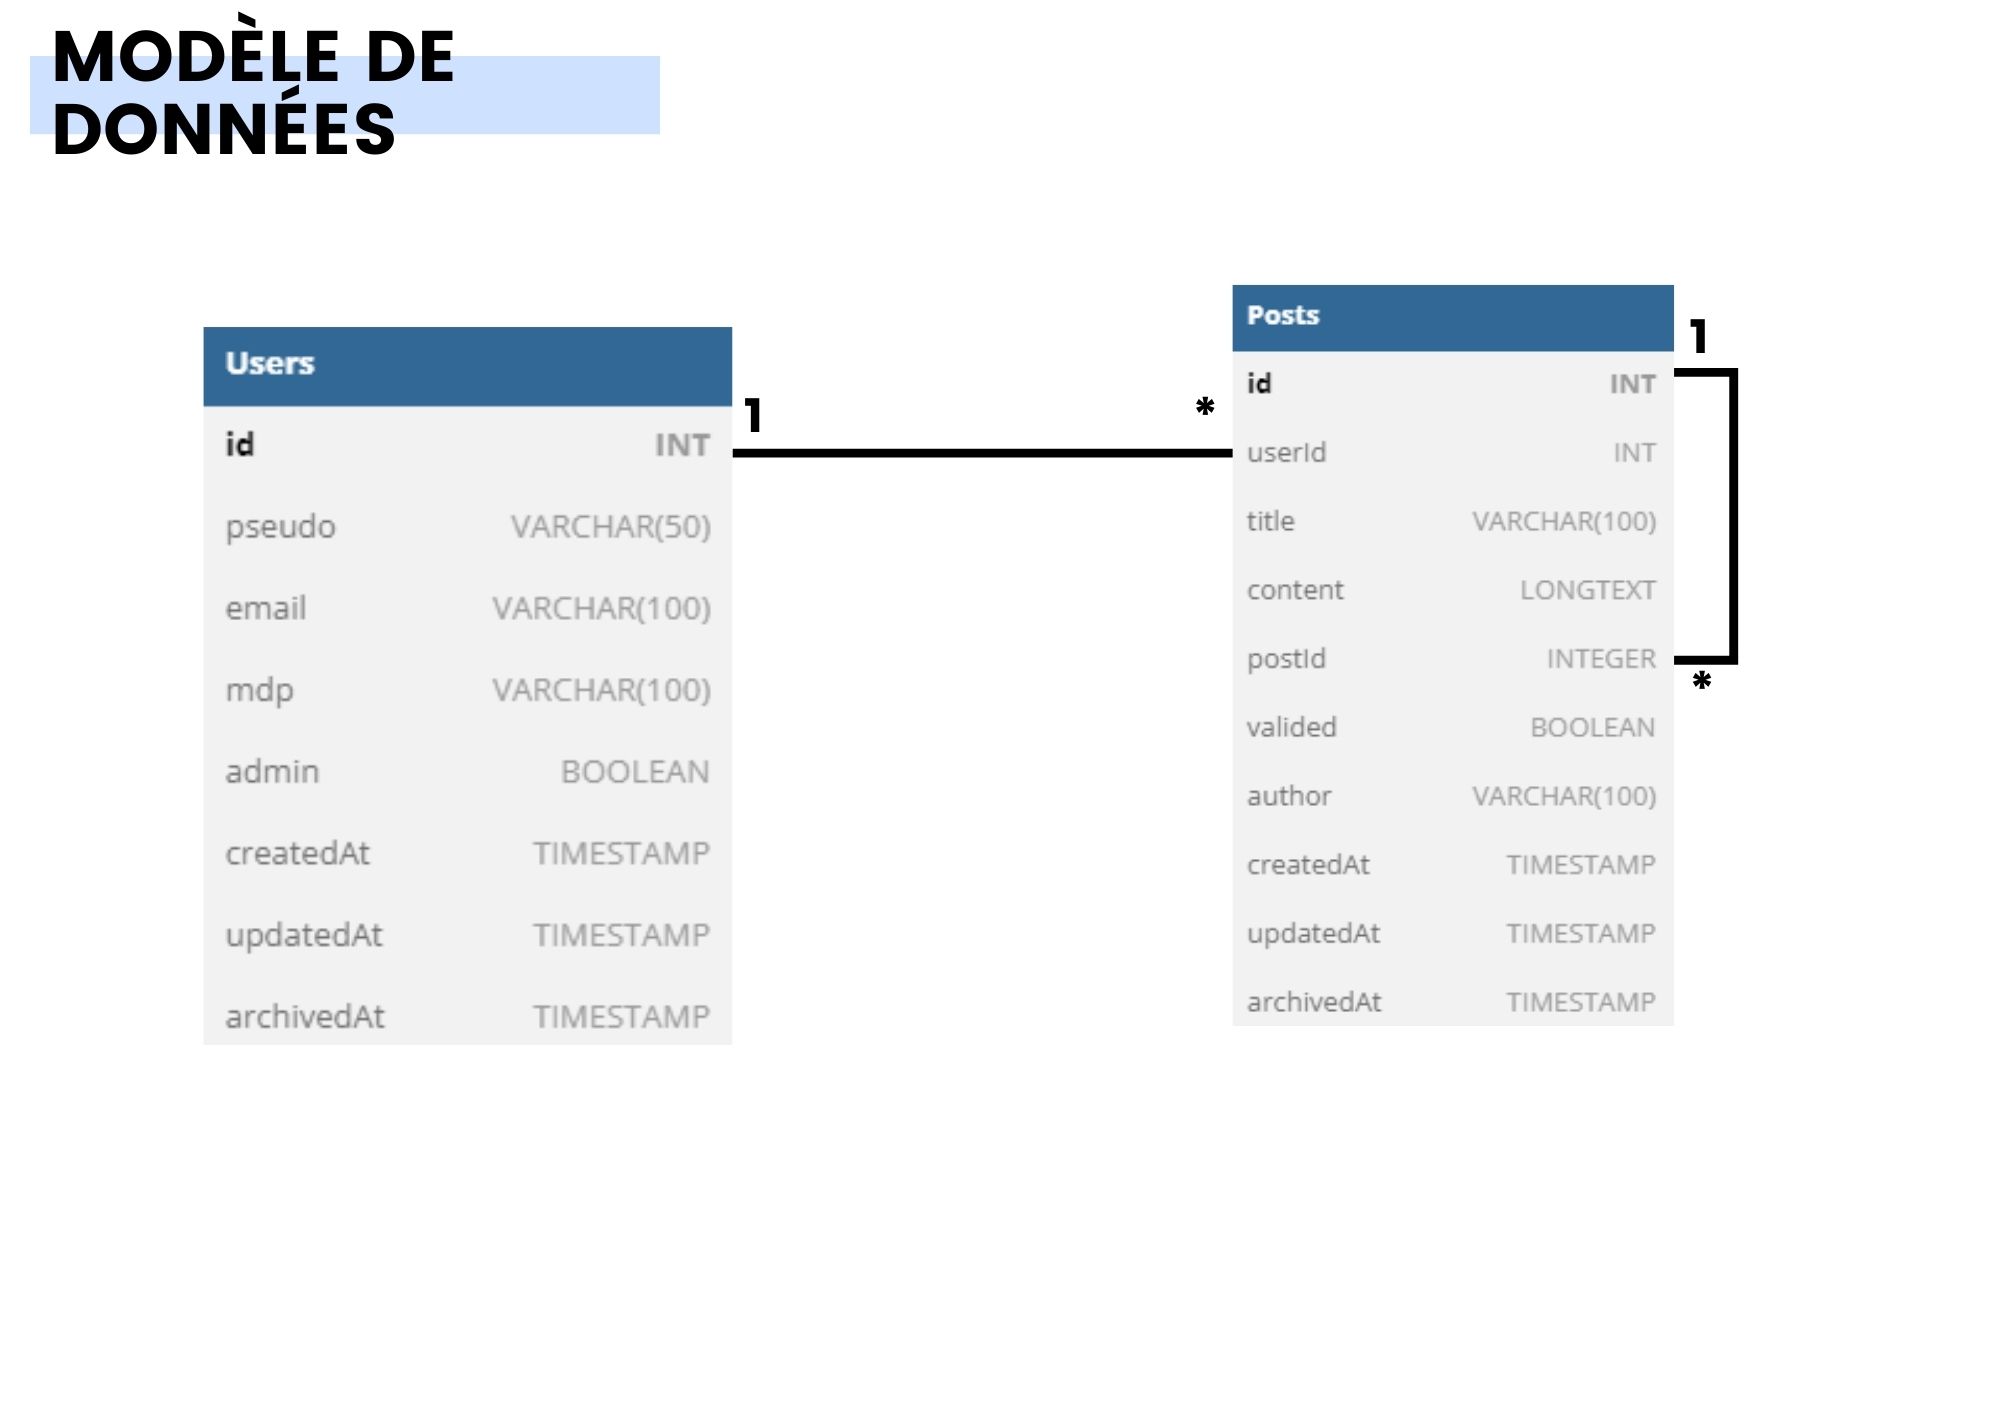 MODÈLE DE
DONNÉES
Users
id INT
pseudo VARCHAR(50)
email VARCHAR(100)
mdp VARCHAR(100)
admin BOOLEAN
createdAt TIMESTAMP
updatedAt TIMESTAMP
archivedAt TIMESTAMP
1
*
Posts
id INT
userId INT
title VARCHAR(100)
content LONGTEXT
postId INTEGER
valided BOOLEAN
author VARCHAR(100)
createdAt TIMESTAMP
updatedAt TIMESTAMP
archivedAt TIMESTAMP
1
*